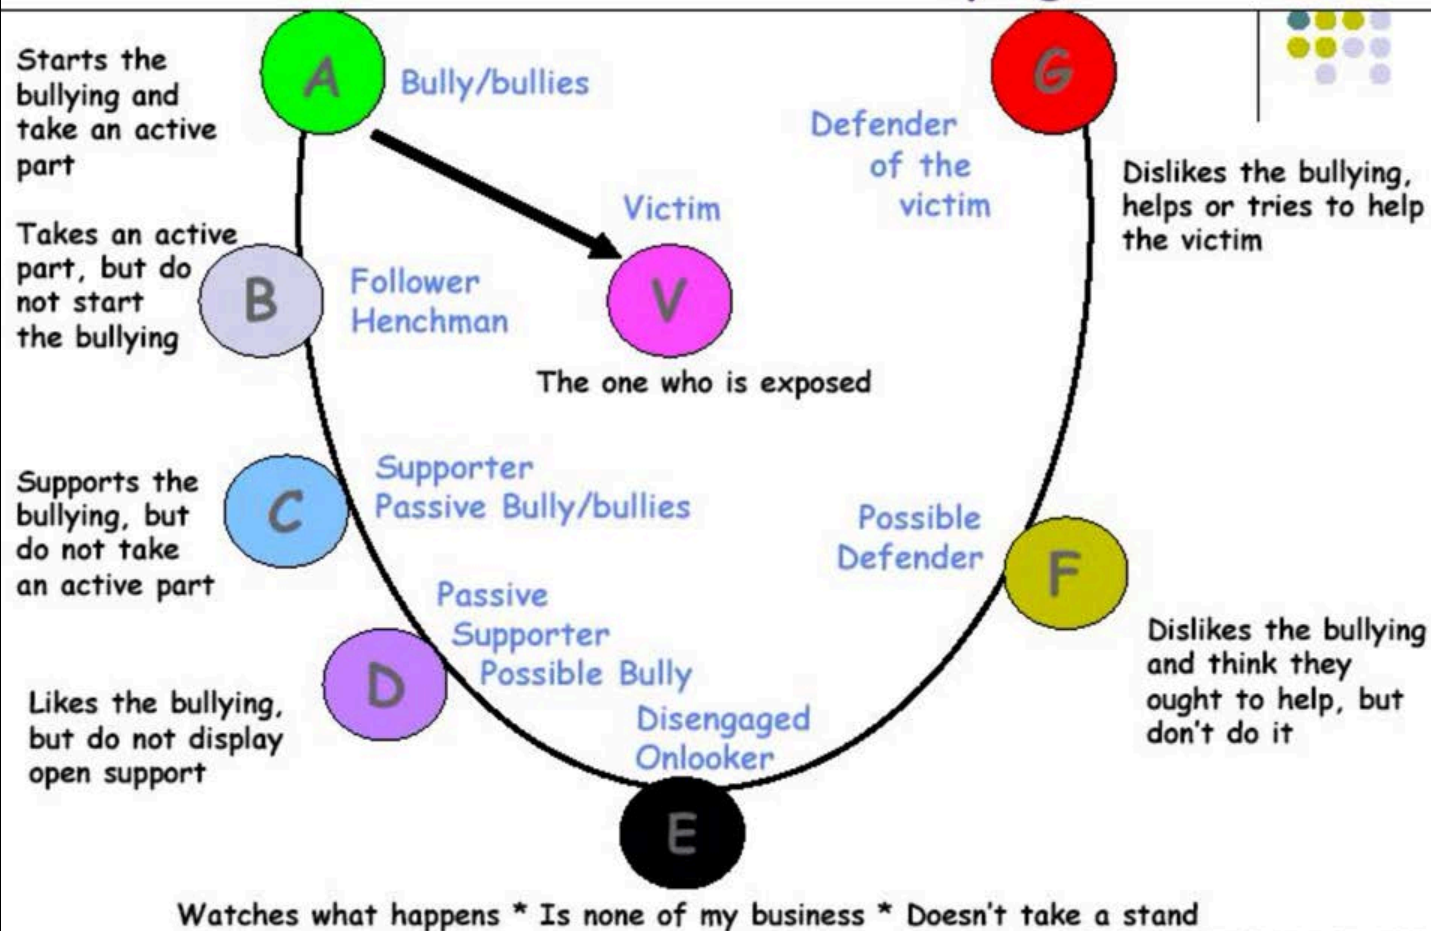 Starts the
bullying and
take an active
part
A
Bully/bullies
Takes an active
part, but do
not start
the bullying
B
Follower
Henchman
Victim
V
The one who is exposed
Supports the
bullying, but
do not take
an active part
C
Supporter
Passive Bully/bullies
Likes the bullying,
but do not display
open support
D
Passive
Supporter
Possible Bully
Disengaged
Onlooker
E
Watches what happens * Is none of my business * Doesn't take a stand
Possible
Defender
F
Dislikes the bullying
and think they
ought to help, but
don't do it
Defender
of the
victim
G
Dislikes the bullying,
helps or tries to help
the victim